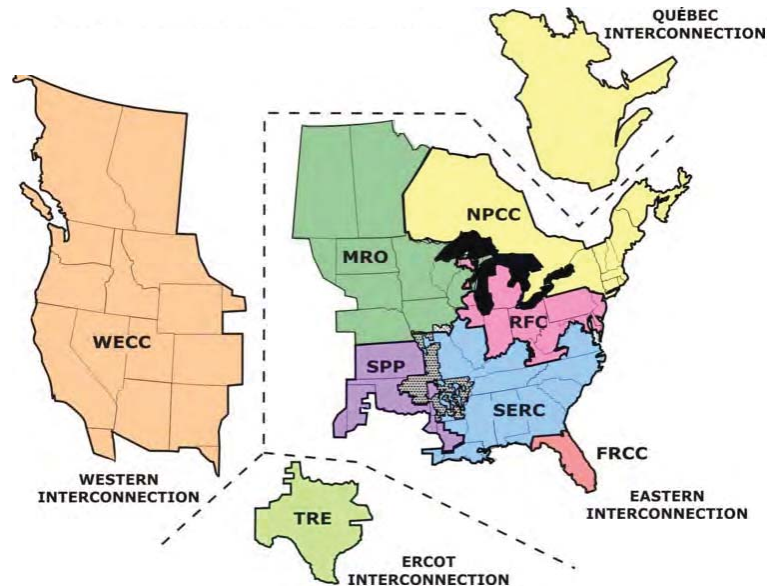 QUÉBEC
INTERCONNECTION
NPCC
MRO
RFC
WECC
SPP
SERC
FRCC
WESTERN
INTERCONNECTION
EASTERN
INTERCONNECTION
TRE
ERCOT
INTERCONNECTION